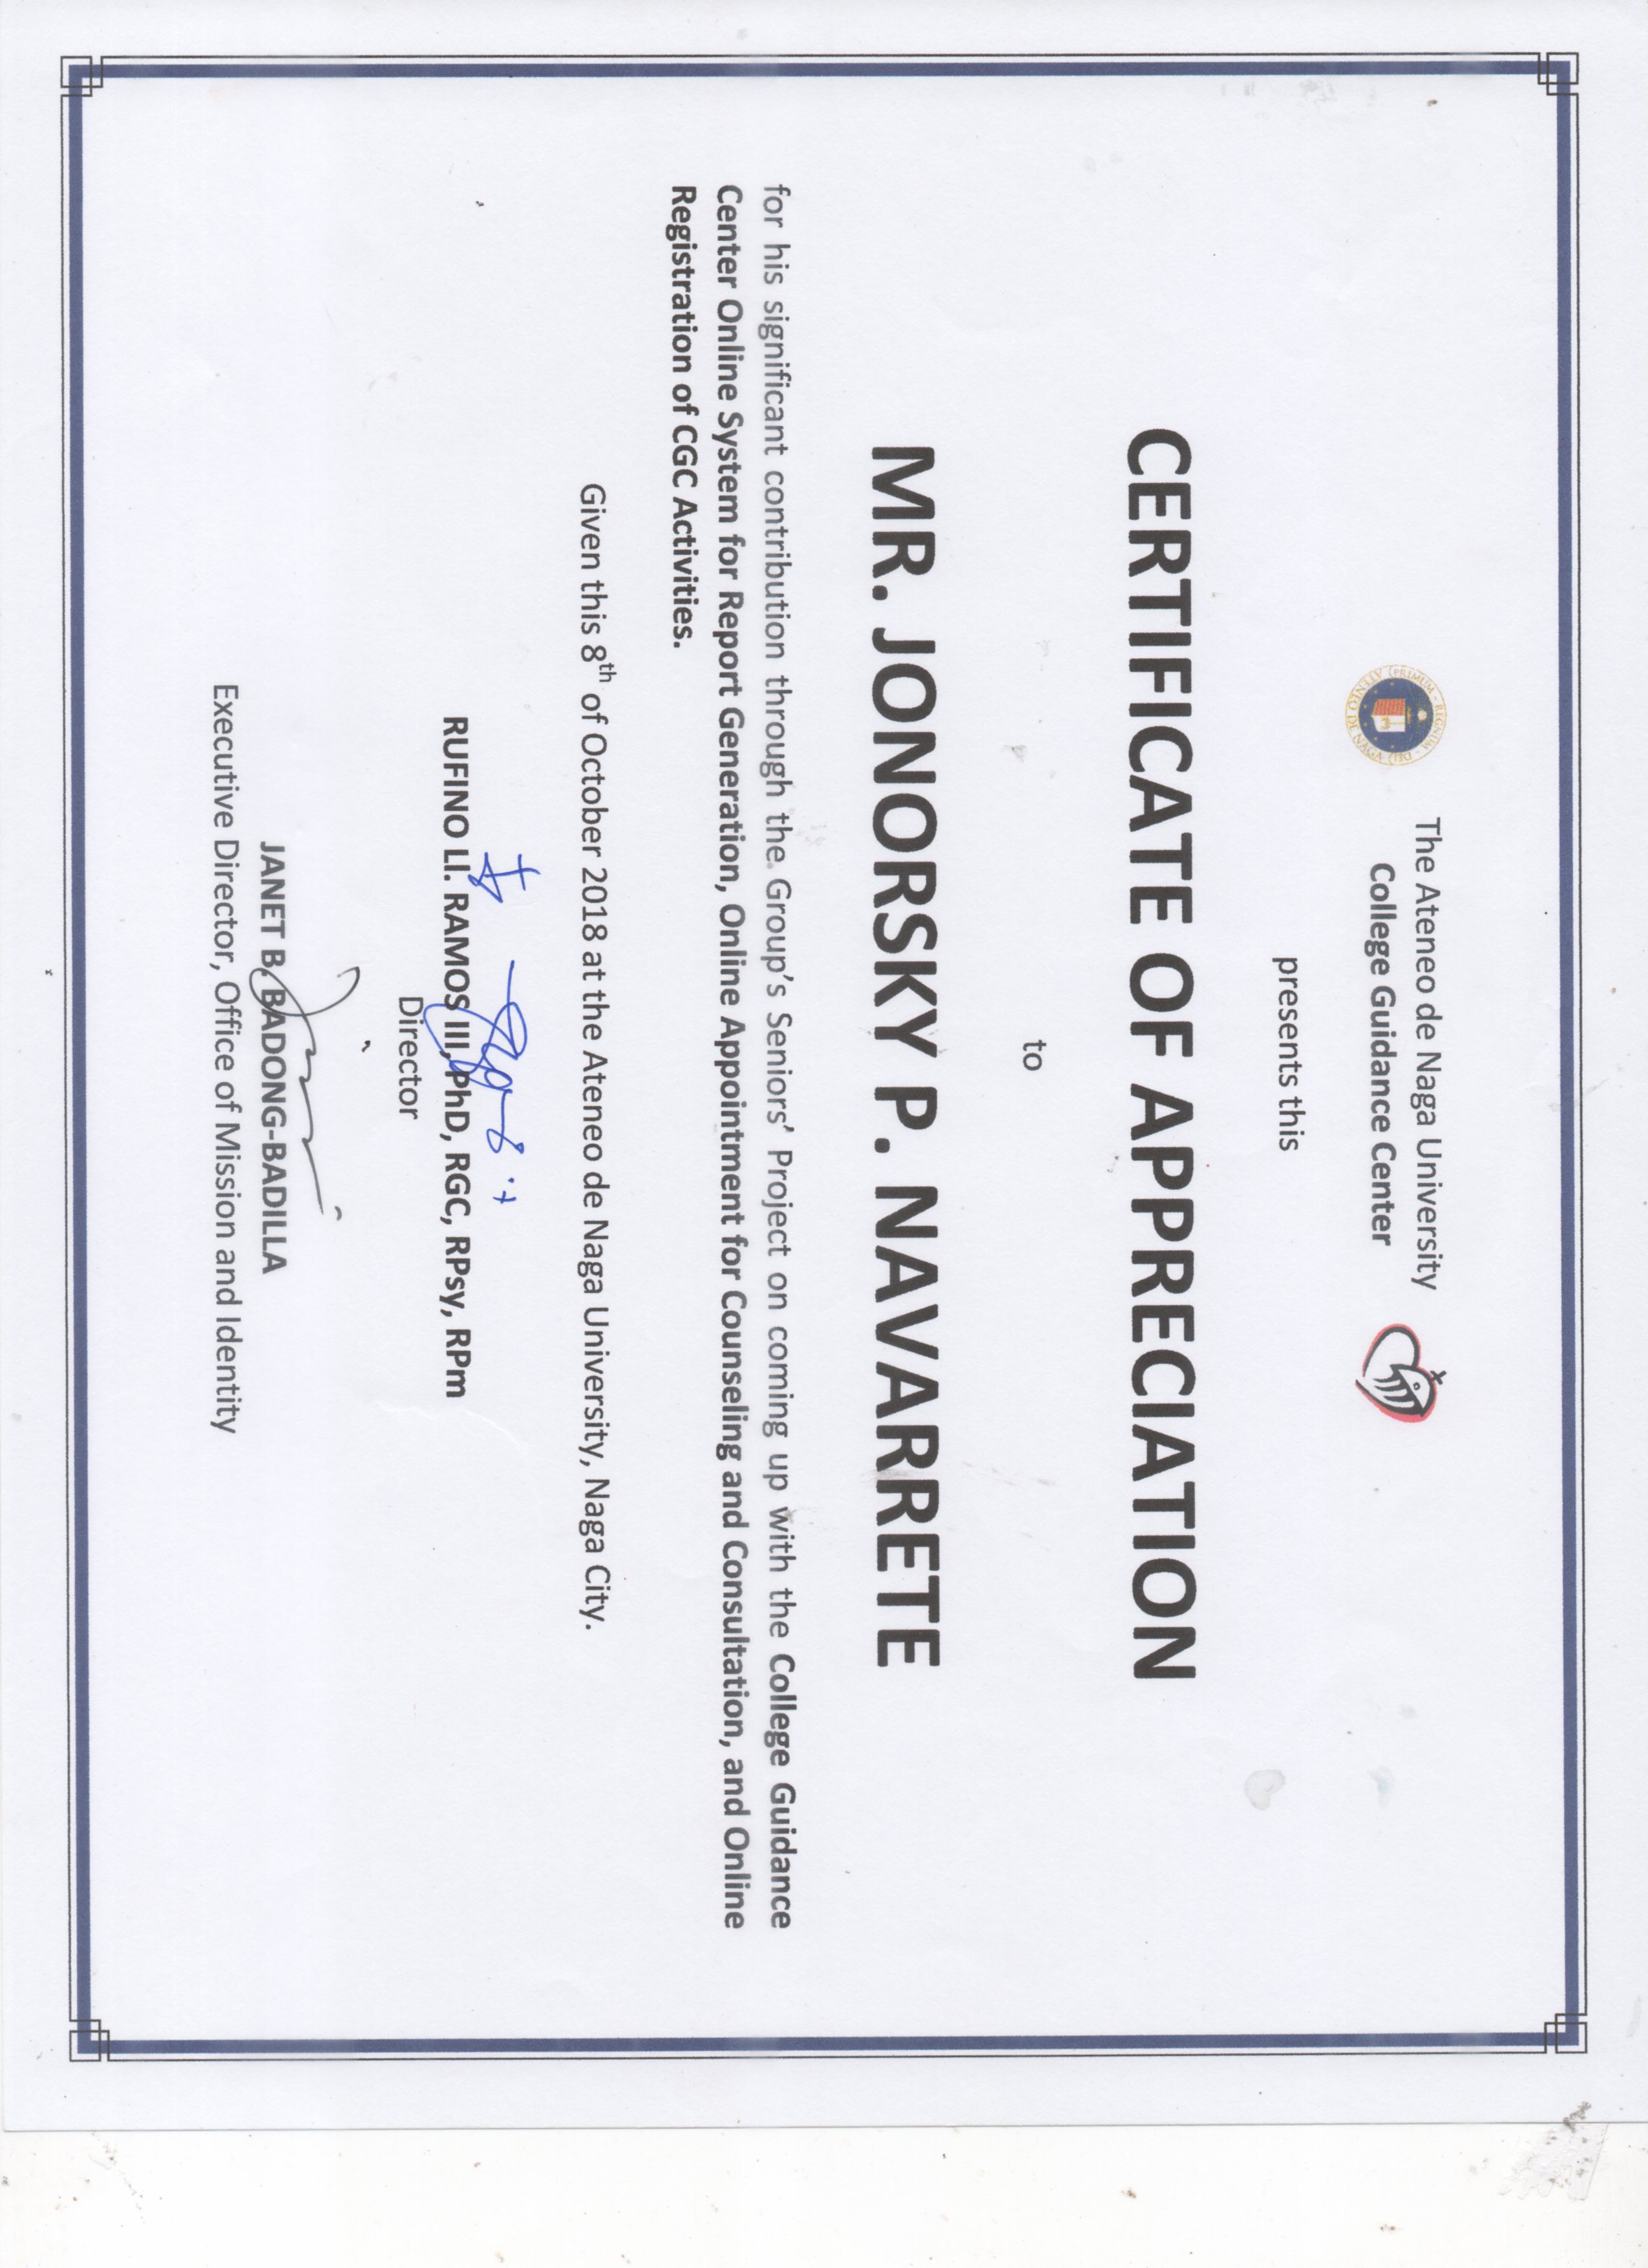 PRIMUM - REGNUM - DEI
ATENEO DE NAGA
The Ateneo de Naga University
College Guidance Center
presents this
CERTIFICATE OF APPRECIATION
to
MR. JONORSKY P. NAVARRETE
for his significant contribution through the Group's Seniors' Project on coming up with the College Guidance
Center Online System for Report Generation, Online Appointment for Counseling and Consultation, and Online
Registration of CGC Activities.
Given this 8th of October 2018 at the Ateneo de Naga University, Naga City.
RUFINO Ll. RAMOS III, PhD, RGC, RPsy, RPm
Director
JANET B. BADONG-BADILLA
Executive Director, Office of Mission and Identity